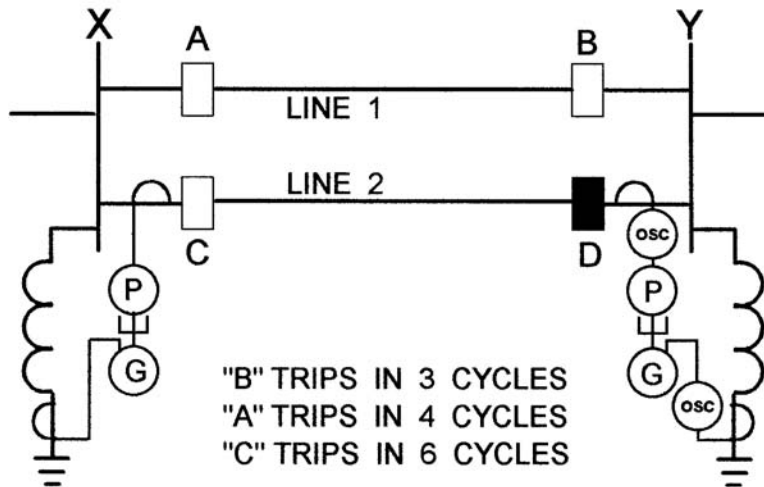 X
Y
A
B
LINE 1
LINE 2
C
D
OSC
P
P
G
G
OSC
"B" TRIPS IN 3 CYCLES
"A" TRIPS IN 4 CYCLES
"C" TRIPS IN 6 CYCLES